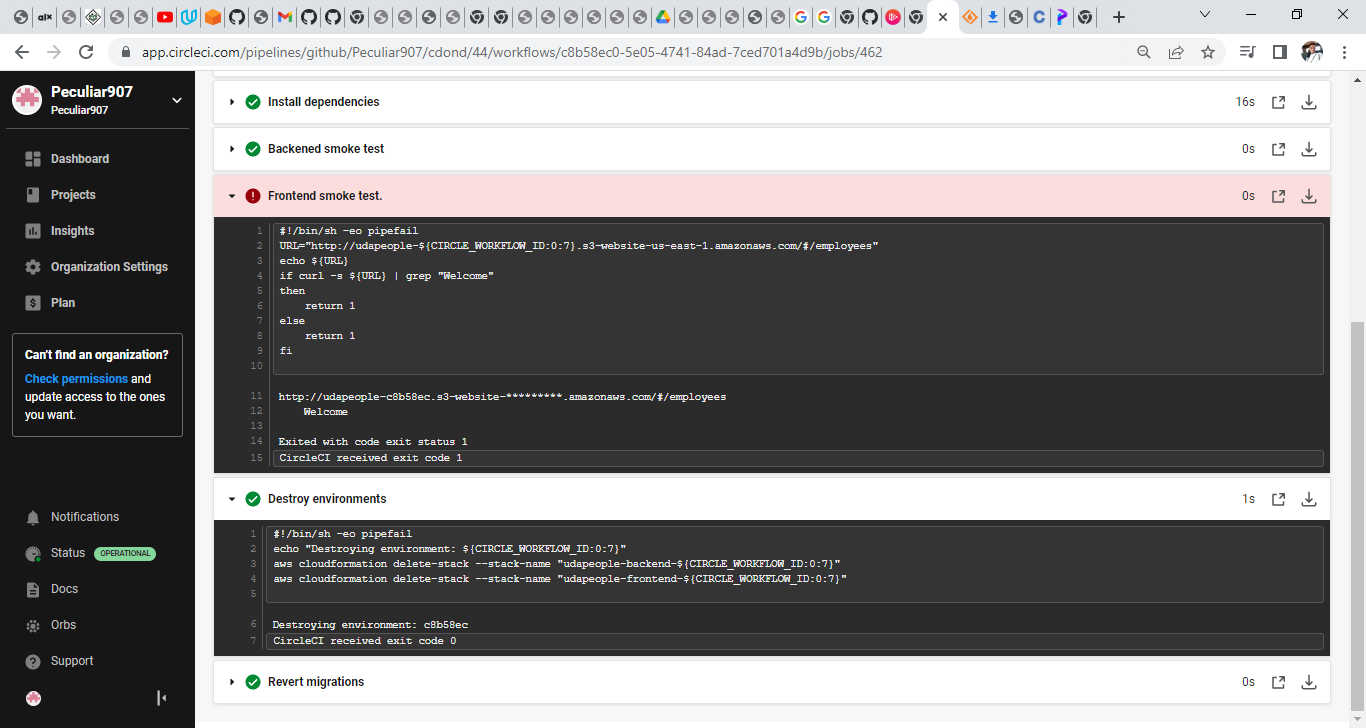 alx
app.circleci.com/pipelines/github/Peculiar907/cdond/44/workflows/c8b58ec0-5e05-4741-84ad-7ced701a4d9b/jobs/462
Peculiar907
Peculiar907
Dashboard
Projects
Insights
Organization Settings
Plan
Can't find an organization?
Check permissions and
update access to the ones
you want.
Notifications
Status OPERATIONAL
Docs
Orbs
Support
Install dependencies 16s
Backened smoke test 0s
Frontend smoke test. 0s
1 #!/bin/sh -eo pipefail
2 URL="http://udapeople-${CIRCLE_WORKFLOW_ID:0:7}.s3-website-us-east-1.amazonaws.com/#/employees"
3 echo ${URL}
4 if curl -s ${URL} | grep "Welcome"
5 then
6 return 1
7 else
8 return 1
9 fi
10
11 http://udapeople-c8b58ec.s3-website-*********.amazonaws.com/#/employees
12 Welcome
13
14 Exited with code exit status 1
15 CircleCI received exit code 1
Destroy environments 1s
1 #!/bin/sh -eo pipefail
2 echo "Destroying environment: ${CIRCLE_WORKFLOW_ID:0:7}"
3 aws cloudformation delete-stack --stack-name "udapeople-backend-${CIRCLE_WORKFLOW_ID:0:7}"
4 aws cloudformation delete-stack --stack-name "udapeople-frontend-${CIRCLE_WORKFLOW_ID:0:7}"
5
6 Destroying environment: c8b58ec
7 CircleCI received exit code 0
Revert migrations 0s